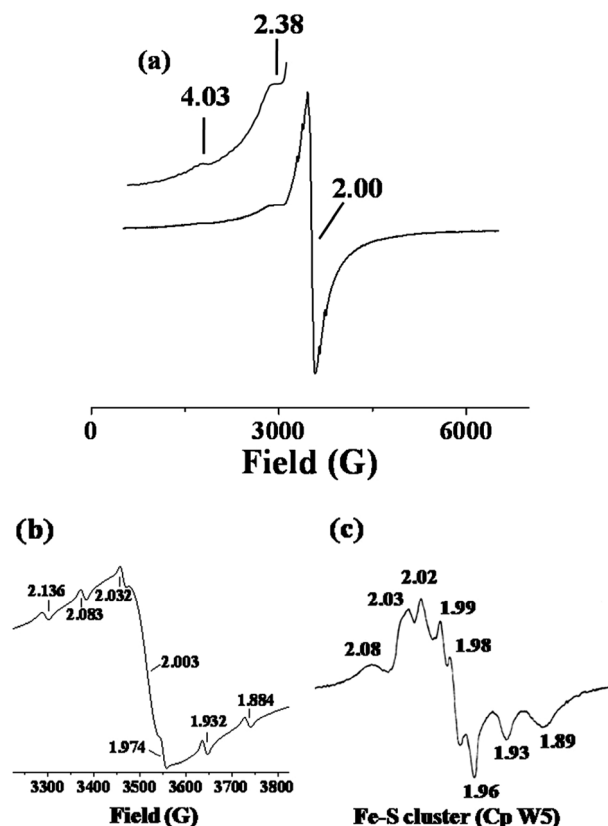 2.38
(a)
4.03
2.00
0 3000 6000
Field (G)
(b)
(c)
2.136
2.083
2.032
2.003
1.974
1.932
1.884
3300 3400 3500 3600 3700 3800
Field (G)
2.08
2.03
2.02
1.99
1.98
1.96
1.93
1.89
Fe-S cluster (Cp W5)